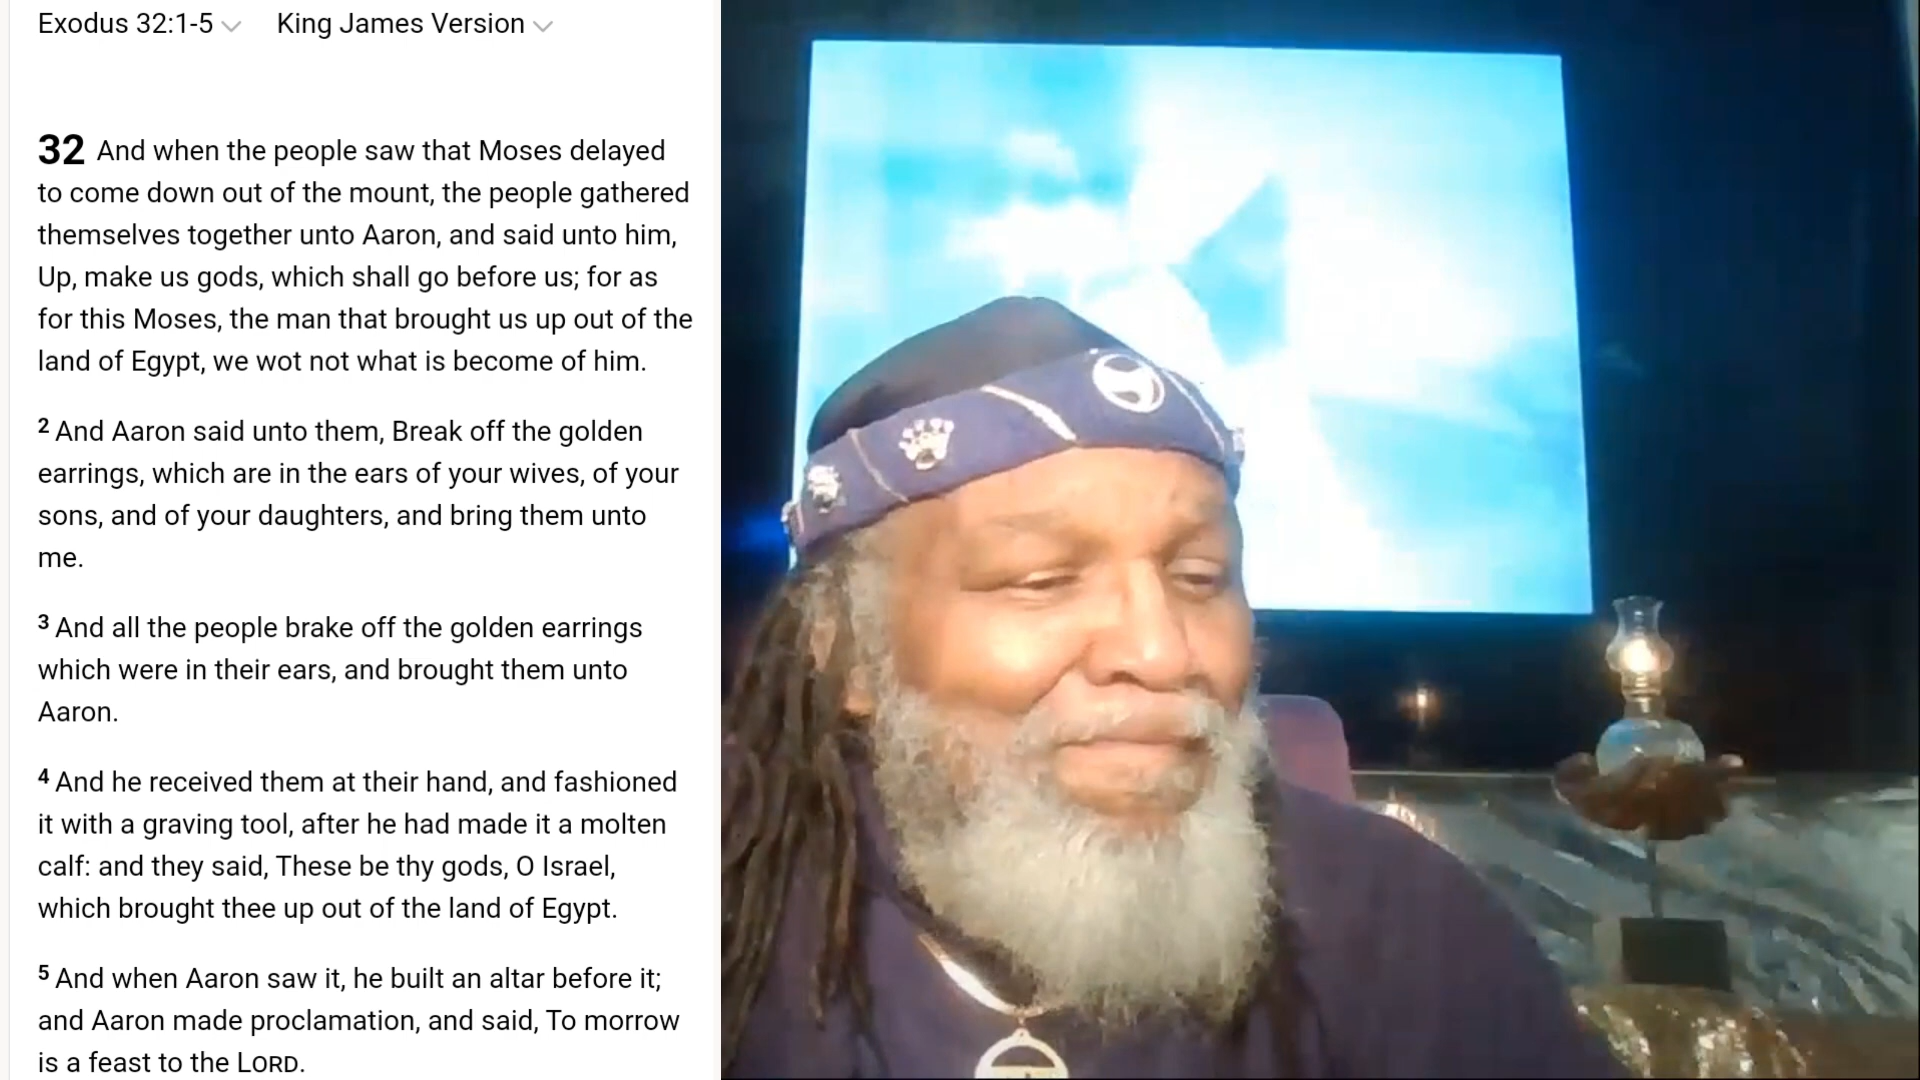 Exodus 32:1-5 King James Version
32 And when the people saw that Moses delayed
to come down out of the mount, the people gathered
themselves together unto Aaron, and said unto him,
Up, make us gods, which shall go before us; for as
for this Moses, the man that brought us up out of the
land of Egypt, we wot not what is become of him.
2 And Aaron said unto them, Break off the golden
earrings, which are in the ears of your wives, of your
sons, and of your daughters, and bring them unto
me.
3 And all the people brake off the golden earrings
which were in their ears, and brought them unto
Aaron.
4 And he received them at their hand, and fashioned
it with a graving tool, after he had made it a molten
calf: and they said, These be thy gods, O Israel,
which brought thee up out of the land of Egypt.
5 And when Aaron saw it, he built an altar before it;
and Aaron made proclamation, and said, To morrow
is a feast to the LORD.